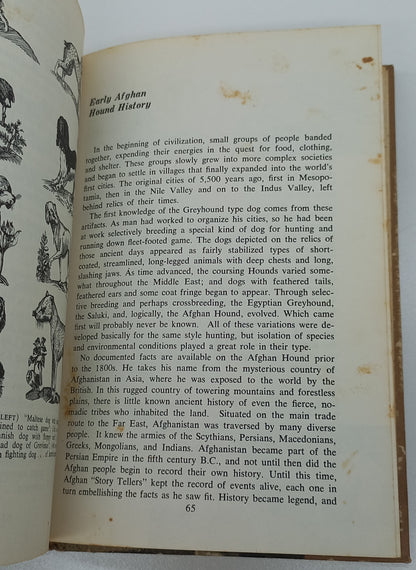 LEFT) "Maltese dog
ined to catch
anish dog with
ead dog of Corinna";
n fighting dog
Early Afghan
Hound History
In the beginning of civilization, small groups of people banded
together, expending their energies in the quest for food, clothing,
and shelter. These groups slowly grew into more complex societies
and began to settle in villages that finally expanded into the world's
first cities. The original cities of 5,500 years ago, first in Mesopo-
tamia, then in the Nile Valley and on to the Indus Valley, left
behind relics of their times.
The first knowledge of the Greyhound type dog comes from these
artifacts. As man had worked to organize his cities, so he had been
at work selectively breeding a special kind of dog for hunting and
running down fleet-footed game. The dogs depicted on the relics of
those ancient days appeared as fairly stabilized types of short-
coated, streamlined, long-legged animals with deep chests and long,
slashing jaws. As time advanced, the coursing Hounds varied some-
what throughout the Middle East; and dogs with feathered tails,
feathered ears and some coat fringe began to appear. Through selec-
tive breeding and perhaps crossbreeding, the Egyptian Greyhound,
the Saluki, and, logically, the Afghan Hound, evolved. Which came
first will probably never be known. All of these variations were de-
veloped basically for the same style hunting, but isolation of species
and environmental conditions played a great role in their type.
No documented facts are available on the Afghan Hound prior
to the 1800s. He takes his name from the mysterious country of
Afghanistan in Asia, where he was exposed to the world by the
British. In this rugged country of towering mountains and forestless
plains, there is little known ancient history of even the fierce, no-
madic tribes who inhabited the land. Situated on the main trade
route to the Far East, Afghanistan was traversed by many diverse
people. It knew the armies of the Scythians, Persians, Macedonians,
Greeks, Mongolians, and Indians. Afghanistan became part of the
Persian Empire in the fifth century B.C., and not until then did the
Afghan people begin to record their own history. Until this time,
Afghan "Story Tellers" kept the record of events alive, each one in
turn embellishing the facts as he saw fit. History became legend, and
65